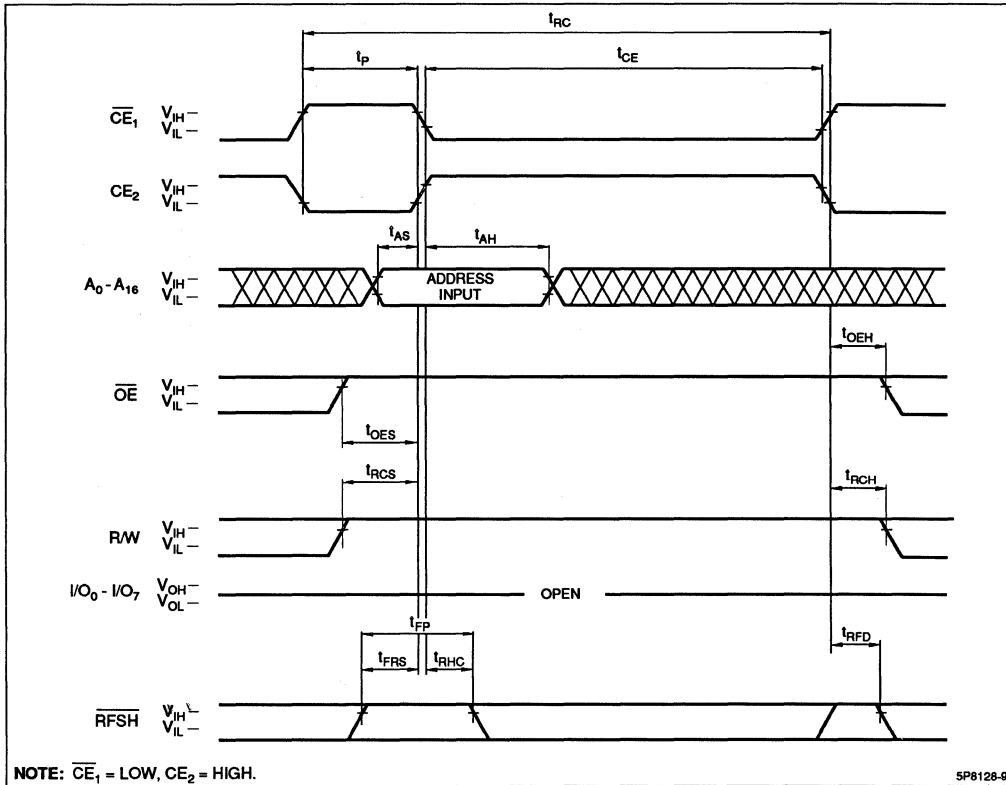 tRC
tP
tCE
CE1 VIH –
VIL –
CE2 VIH –
VIL –
tAS
tAH
A0 - A16 VIH –
VIL –
ADDRESS
INPUT
tOEH
OE VIH –
VIL –
tOES
tRCS
tRCH
R/W VIH –
VIL –
I/O0 - I/O7 VOH –
VOL –
OPEN
tFP
tRFD
tFRS
tRHC
RFSH VIH –
VIL –
NOTE: CE1 = LOW, CE2 = HIGH.
5P8128-9